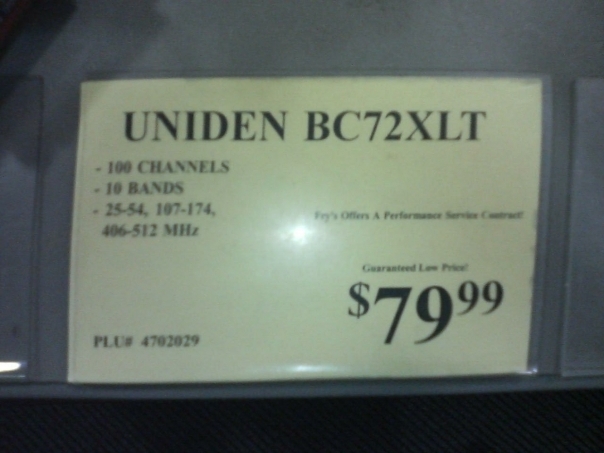 UNIDEN BC72XLT
- 100 CHANNELS
- 10 BANDS
- 25-54, 107-174,
406-512 MHz
Fry's Offers A Performance Service Contract!
Guaranteed Low Price!
$79.99
PLU# 4702029